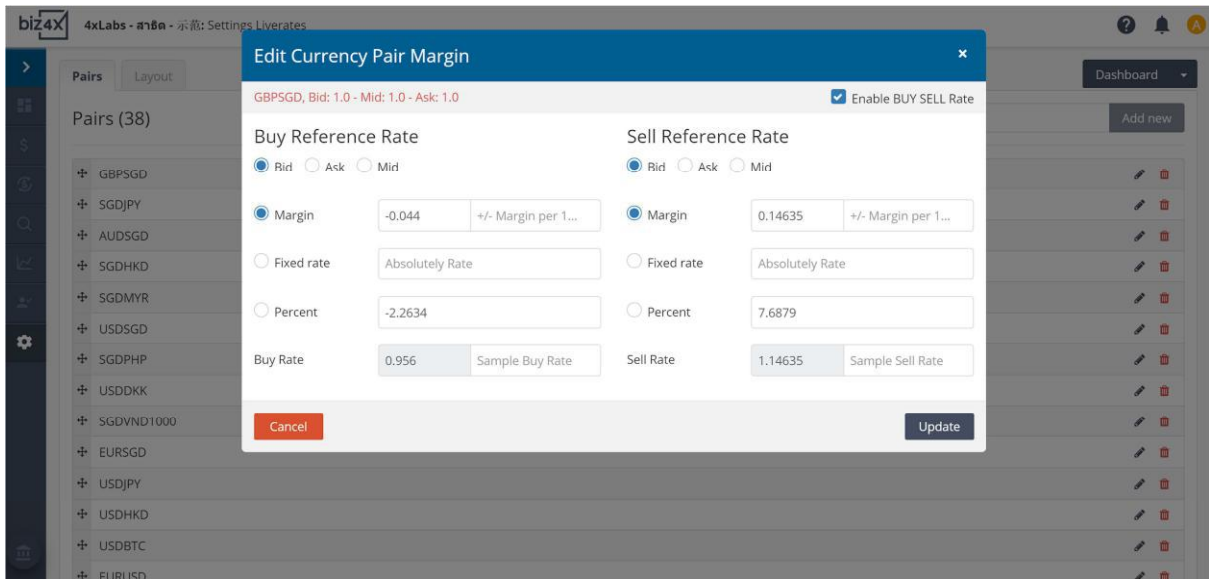 biz4X 4xLabs - สาธิต - 示范: Settings Liverates
Edit Currency Pair Margin ×
Pairs Layout Dashboard
GBPSGD, Bid: 1.0 - Mid: 1.0 - Ask: 1.0 Enable BUY SELL Rate
Pairs (38) Add new
Buy Reference Rate Sell Reference Rate
Bid Ask Mid Bid Ask Mid
GBPSGD
SGDJPY
Margin -0.044 +/- Margin per 1... Margin 0.14635 +/- Margin per 1...
AUDSGD
SGDHKD
Fixed rate Absolutely Rate Fixed rate Absolutely Rate
SGDMYR
Percent -2.2634 Percent 7.6879
USDSGD
SGDPHP
Buy Rate 0.956 Sample Buy Rate Sell Rate 1.14635 Sample Sell Rate
USDDKK
SGDVND1000
Cancel Update
EURSGD
USDJPY
USDHKD
USDBTC
EURUSD